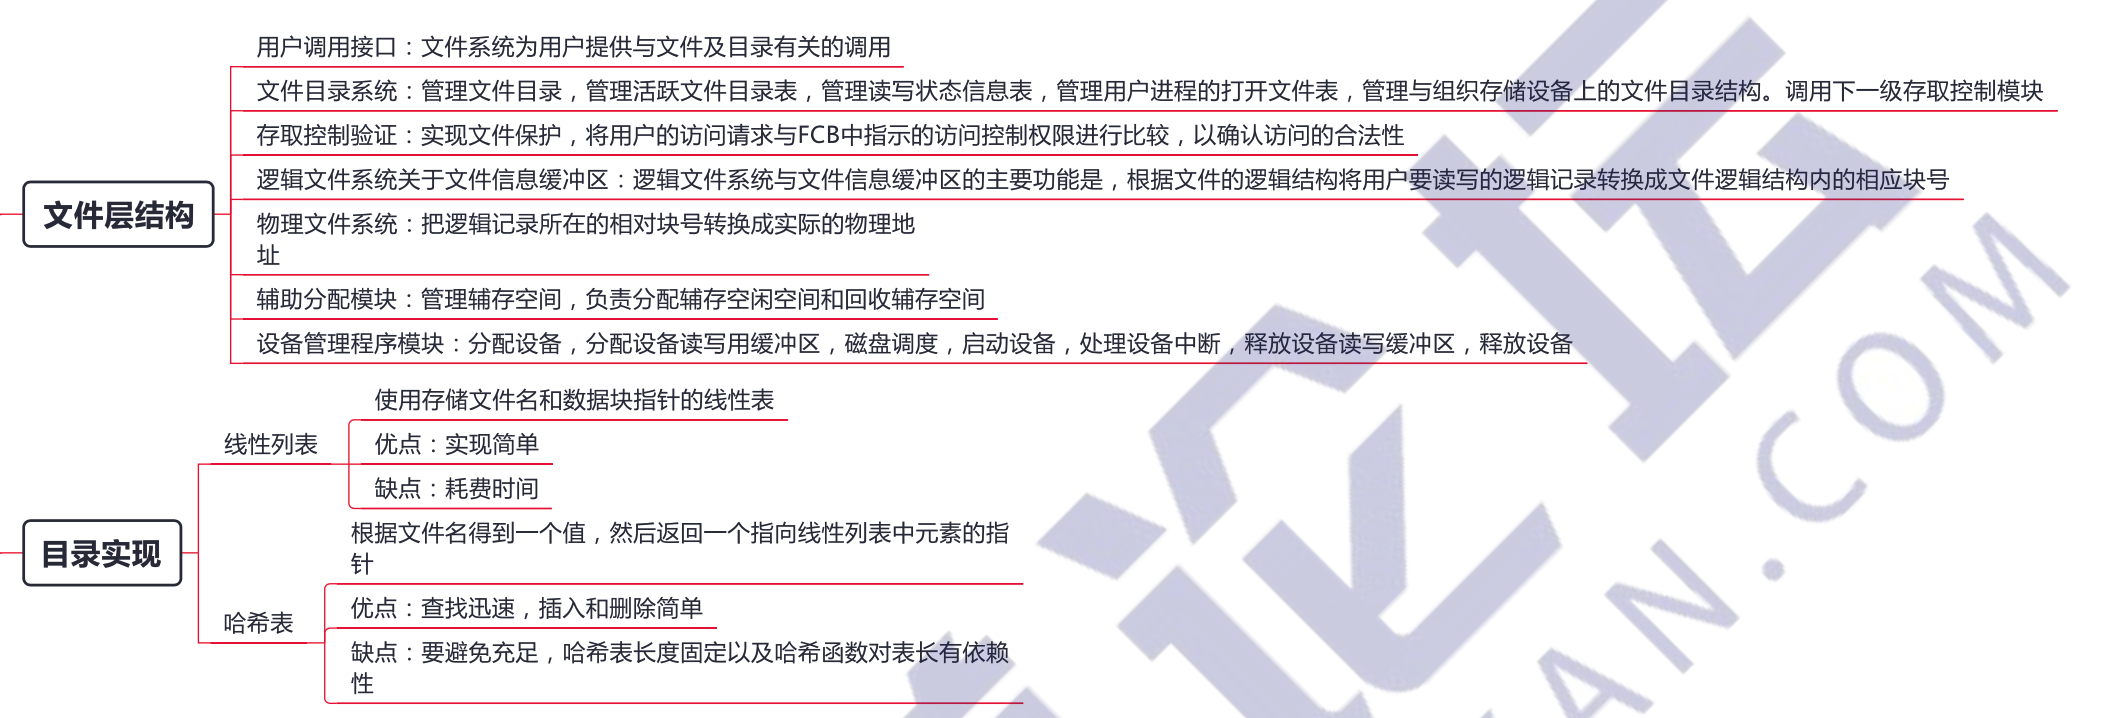 用户调用接口：文件系统为用户提供与文件及目录有关的调用
文件目录系统：管理文件目录，管理活跃文件目录表，管理读写状态信息表，管理用户进程的打开文件表，管理与组织存储设备上的文件目录结构。调用下一级存取控制模块
存取控制验证：实现文件保护，将用户的访问请求与FCB中指示的访问控制权限进行比较，以确认访问的合法性
逻辑文件系统关于文件信息缓冲区：逻辑文件系统与文件信息缓冲区的主要功能是，根据文件的逻辑结构将用户要读写的逻辑记录转换成文件逻辑结构内的相应块号
文件层结构
物理文件系统：把逻辑记录所在的相对块号转换成实际的物理地
址
辅助分配模块：管理辅存空间，负责分配辅存空闲空间和回收辅存空间
设备管理程序模块：分配设备，分配设备读写用缓冲区，磁盘调度，启动设备，处理设备中断，释放设备读写缓冲区，释放设备
使用存储文件名和数据块指针的线性表
线性列表
优点：实现简单
缺点：耗费时间
目录实现
根据文件名得到一个值，然后返回一个指向线性列表中元素的指
针
哈希表
优点：查找迅速，插入和删除简单
缺点：要避免充足，哈希表长度固定以及哈希函数对表长有依赖
性
论坛
AN.COM